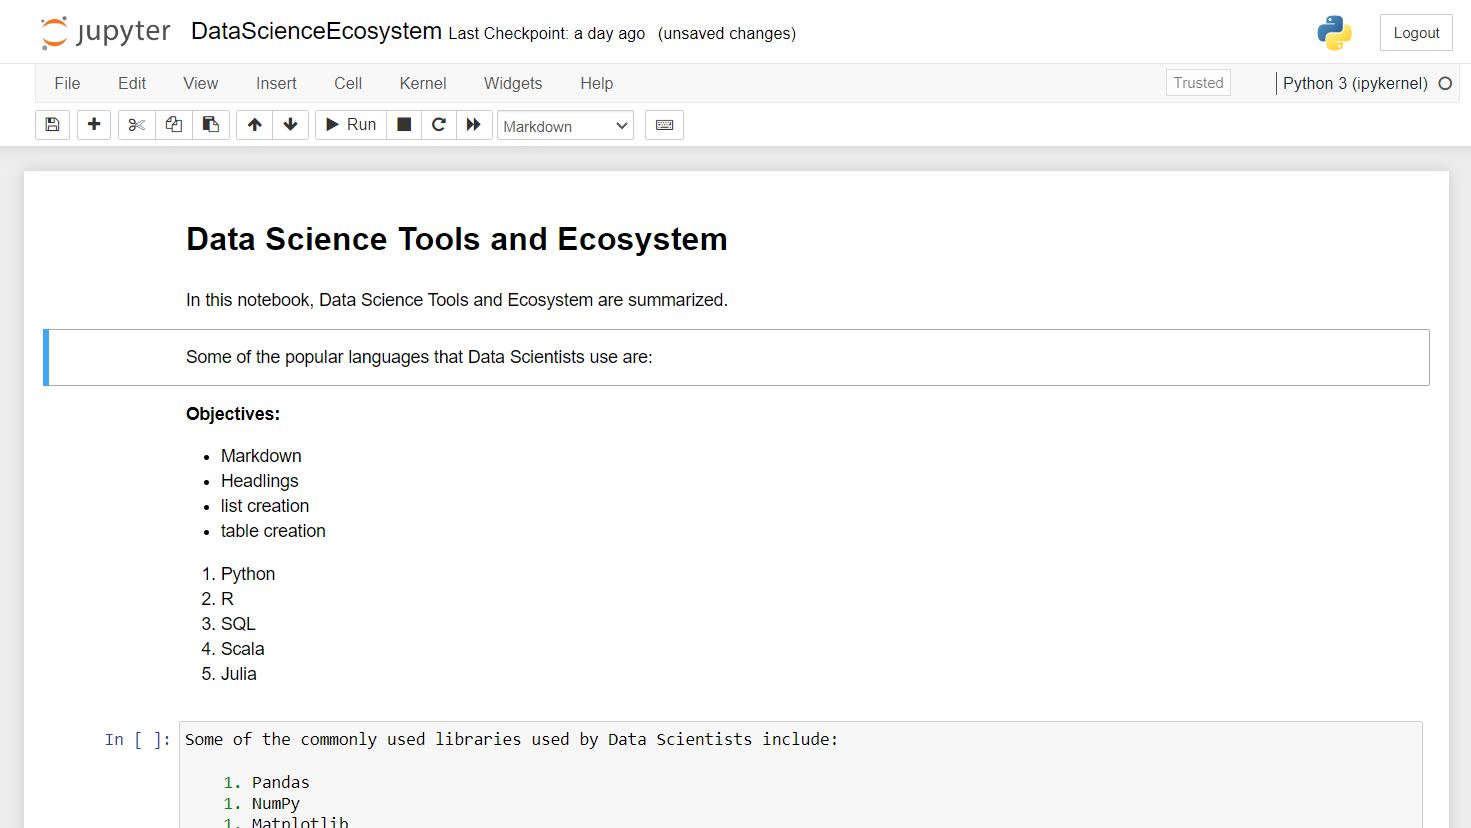 jupyter DataScienceEcosystem Last Checkpoint: a day ago (unsaved changes) Logout
File Edit View Insert Cell Kernel Widgets Help Trusted Python 3 (ipykernel)
Run Markdown
Data Science Tools and Ecosystem
In this notebook, Data Science Tools and Ecosystem are summarized.
Some of the popular languages that Data Scientists use are:
Objectives:
• Markdown
• Headlings
• list creation
• table creation
1. Python
2. R
3. SQL
4. Scala
5. Julia
In [ ]: Some of the commonly used libraries used by Data Scientists include:
1. Pandas
1. NumPy
1. Matplotlib